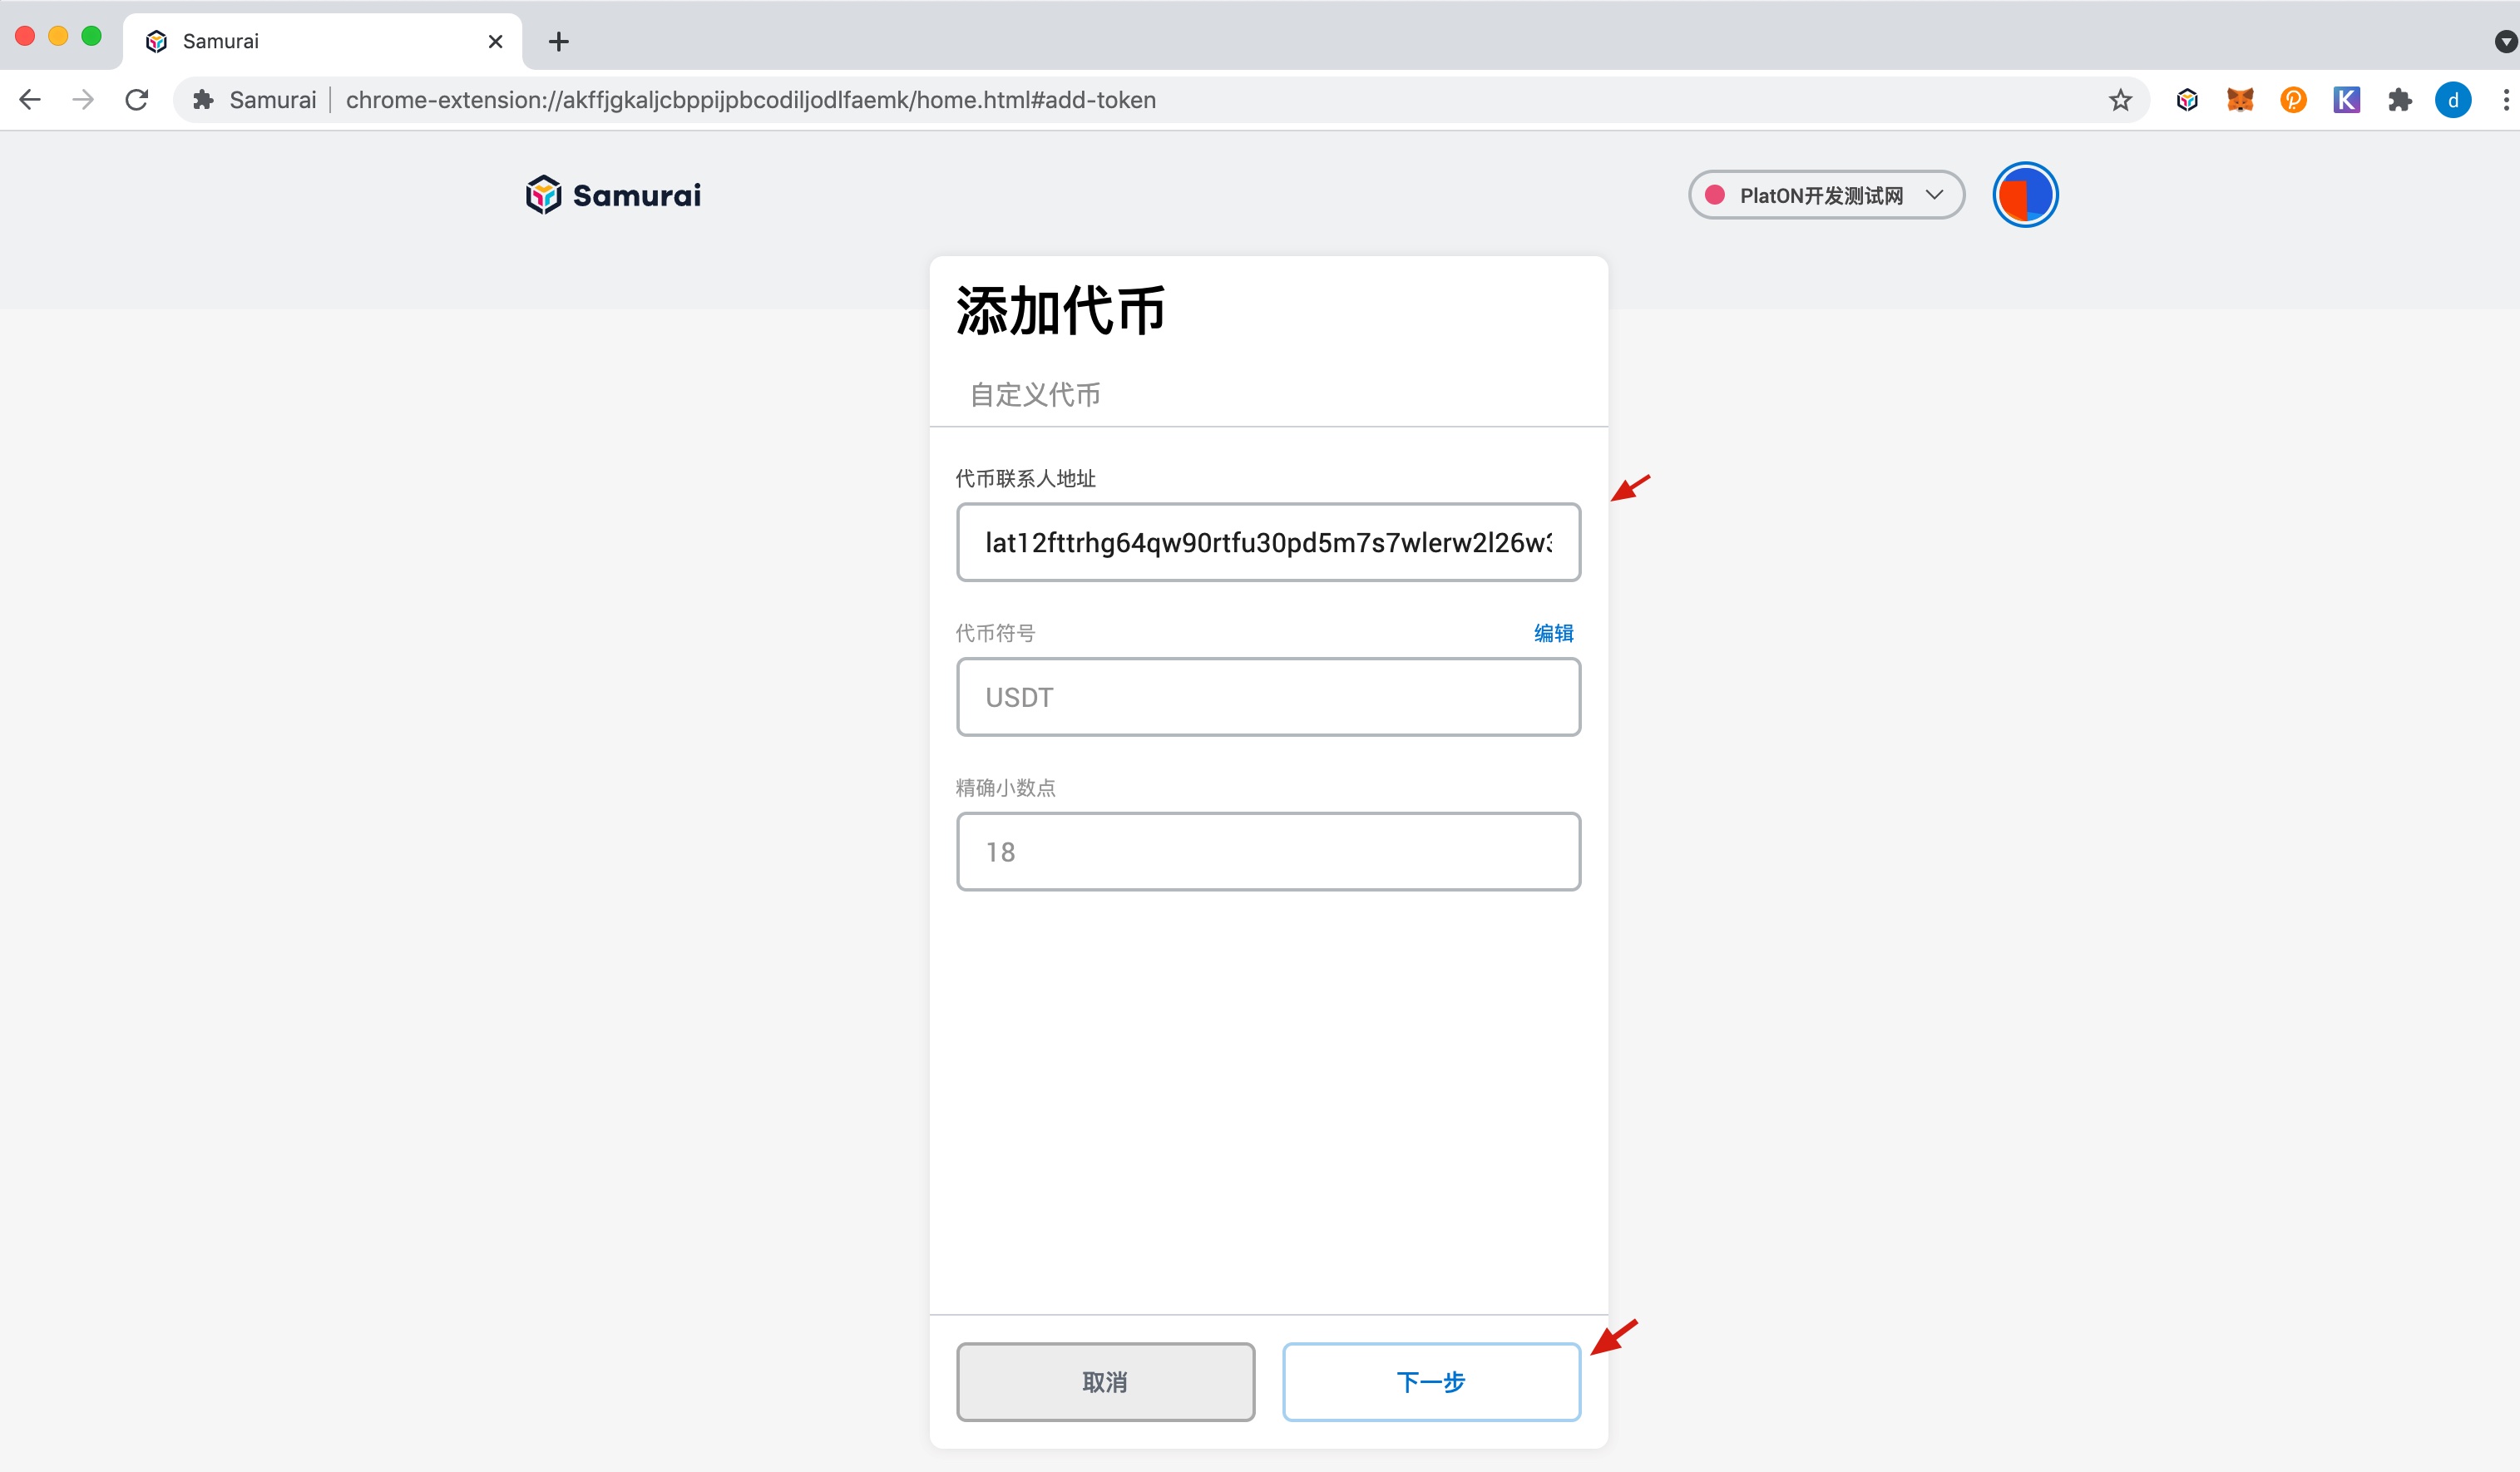 Samurai
Samurai
chrome-extension://akffjgkaljcbppijpbcodiljodlfaemk/home.html#add-token
K
d
Samurai
PlatON开发测试网
添加代币
自定义代币
代币联系人地址
lat12fttrhg64qw90rtfu30pd5m7s7wlerw2l26w3
代币符号
编辑
USDT
精确小数点
18
取消
下一步